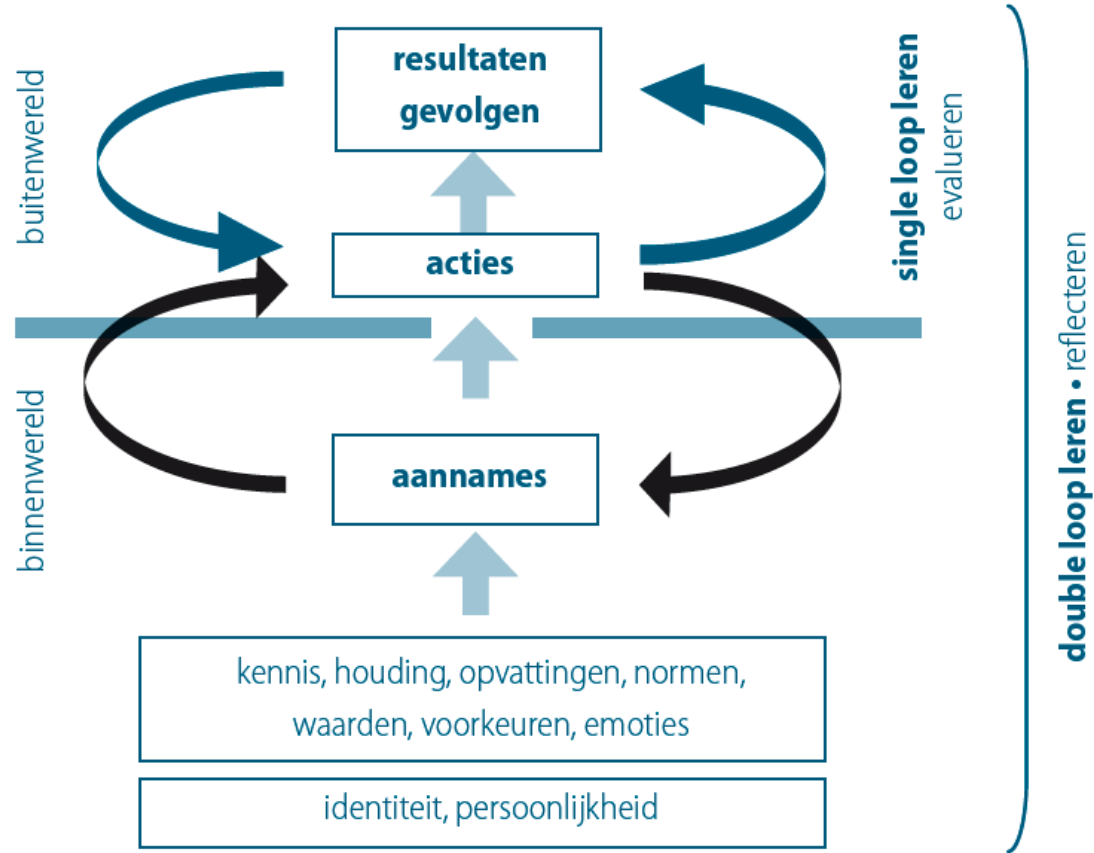 buitenwereld
resultaten
gevolgen
single loop leren
evalueren
acties
binnenwereld
aannames
double loop leren • reflecteren
kennis, houding, opvattingen, normen,
waarden, voorkeuren, emoties
identiteit, persoonlijkheid